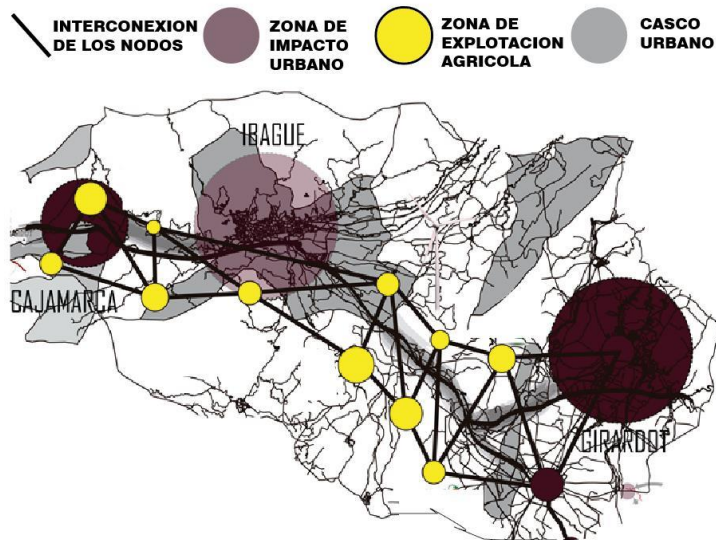 INTERCONEXION
DE LOS NODOS
ZONA DE
IMPACTO
URBANO
ZONA DE
EXPLOTACION
AGRICOLA
CASCO
URBANO
IBAGUE
CAJAMARCA
GIRARDOT